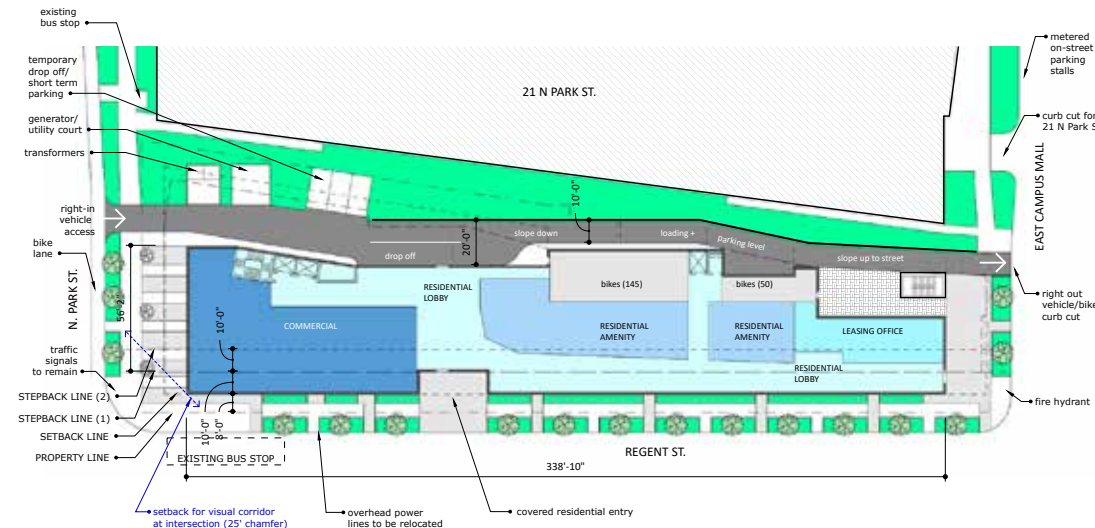 existing
bus stop
temporary
drop off/
short term
parking
generator/
utility court
transformers
right-in
vehicle
access
bike
lane
N. PARK ST.
traffic
signals
to remain
STEPBACK LINE (2)
STEPBACK LINE (1)
SETBACK LINE
PROPERTY LINE
21 N PARK ST.
metered
on-street
parking
stalls
curb cut for
21 N Park S
EAST CAMPUS MALL
right out
vehicle/bike
curb cut
fire hydrant
slope down
10'-0"
loading +
parking level
slope up to street
20'-0"
drop off
56'-2"
RESIDENTIAL
LOBBY
bikes (145)
bikes (50)
COMMERCIAL
RESIDENTIAL
AMENITY
RESIDENTIAL
AMENITY
LEASING OFFICE
RESIDENTIAL
LOBBY
10'-0"
10'-0"
8'-0"
EXISTING BUS STOP
REGENT ST.
338'-10"
setback for visual corridor
at intersection (25' chamfer)
overhead power
lines to be relocated
covered residential entry